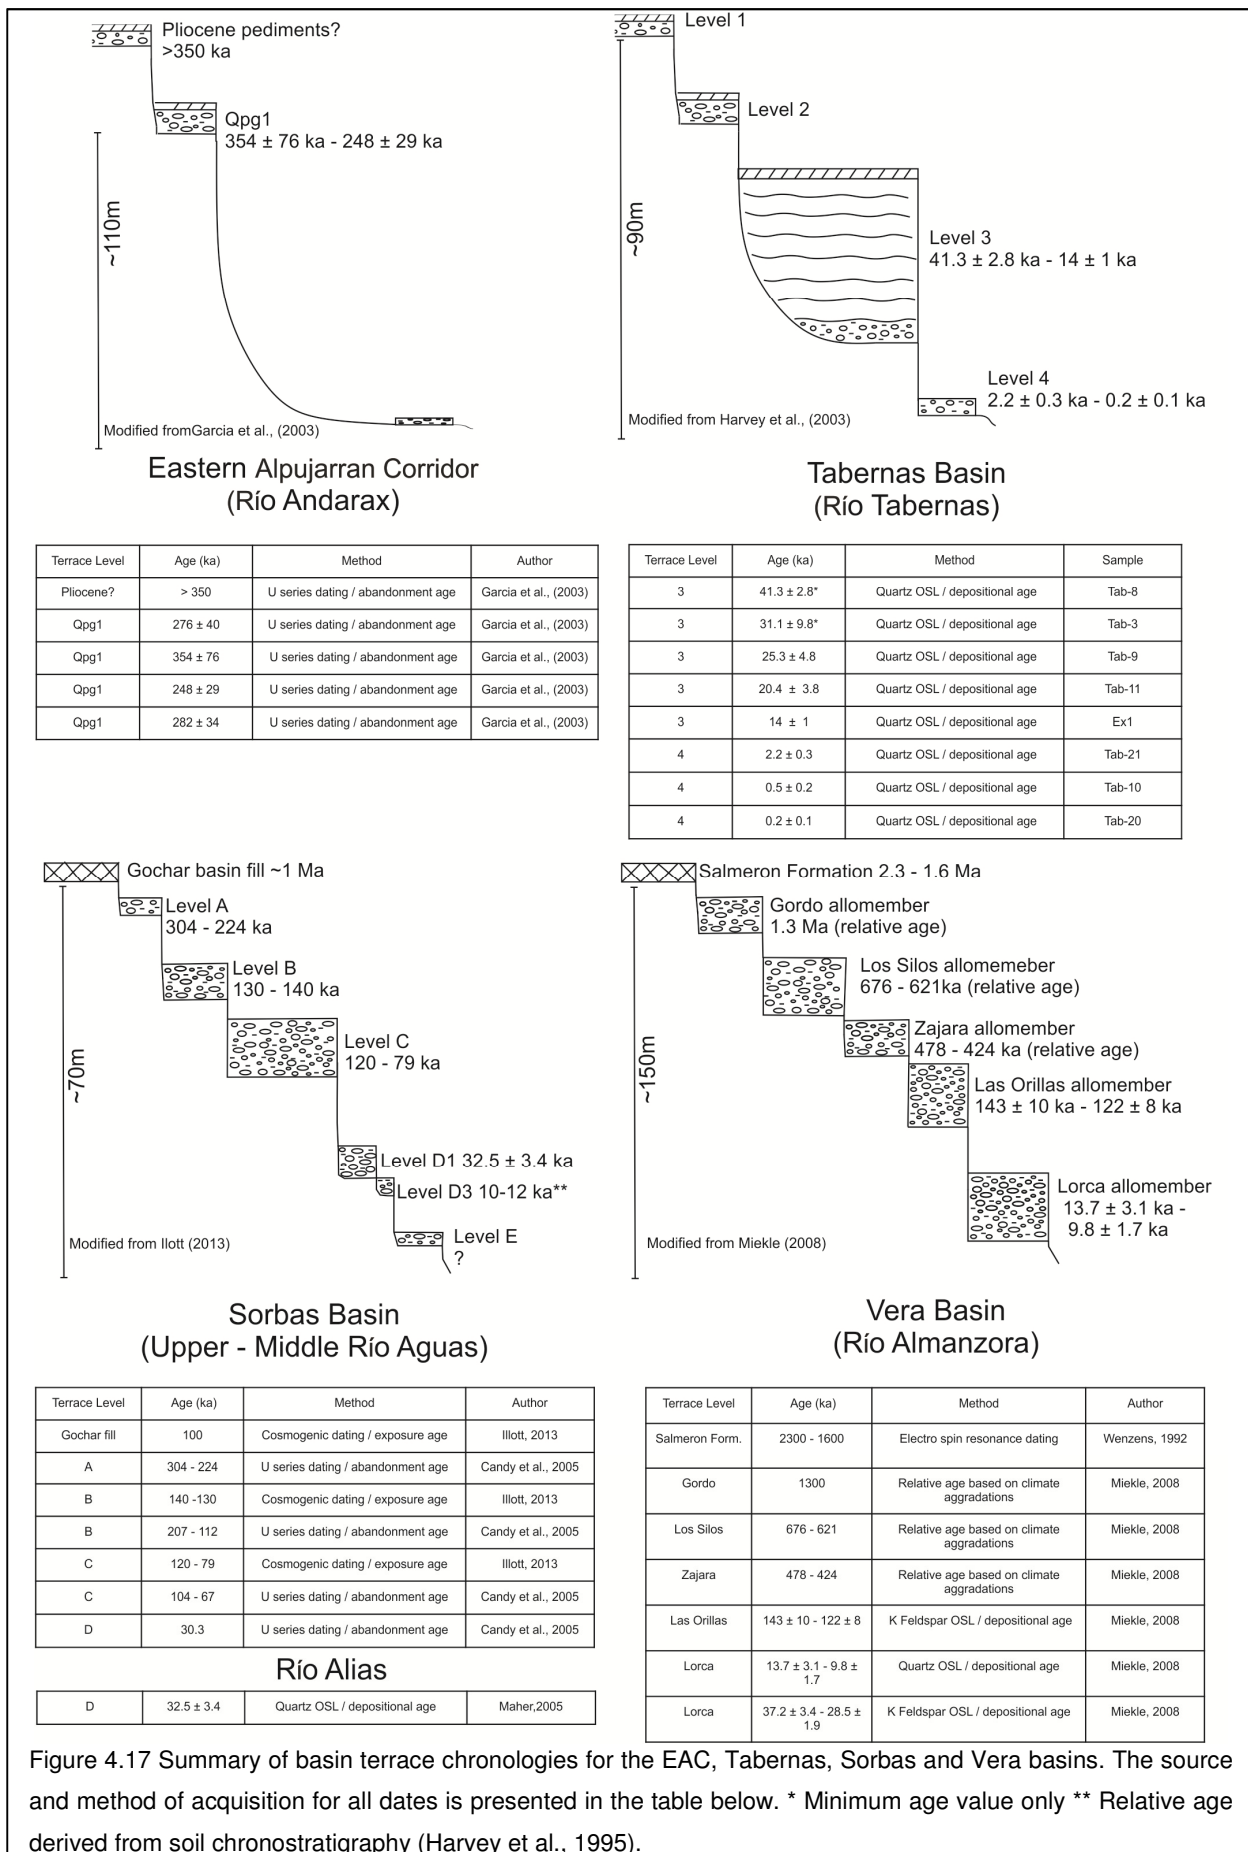 Pliocene pediments?
>350 ka
Qpg1
354 ± 76 ka - 248 ± 29 ka
~110m
Modified fromGarcia et al., (2003)
Eastern Alpujarran Corridor
(Río Andarax)
Level 1
Level 2
~90m
Level 3
41.3 ± 2.8 ka - 14 ± 1 ka
Level 4
2.2 ± 0.3 ka - 0.2 ± 0.1 ka
Modified from Harvey et al., (2003)
Tabernas Basin
(Río Tabernas)
Terrace Level Age (ka) Method Author
Pliocene? > 350 U series dating / abandonment age Garcia et al., (2003)
Qpg1 276 ± 40 U series dating / abandonment age Garcia et al., (2003)
Qpg1 354 ± 76 U series dating / abandonment age Garcia et al., (2003)
Qpg1 248 ± 29 U series dating / abandonment age Garcia et al., (2003)
Qpg1 282 ± 34 U series dating / abandonment age Garcia et al., (2003)
Terrace Level Age (ka) Method Sample
3 41.3 ± 2.8* Quartz OSL / depositional age Tab-8
3 31.1 ± 9.8* Quartz OSL / depositional age Tab-3
3 25.3 ± 4.8 Quartz OSL / depositional age Tab-9
3 20.4 ± 3.8 Quartz OSL / depositional age Tab-11
3 14 ± 1 Quartz OSL / depositional age Ex1
4 2.2 ± 0.3 Quartz OSL / depositional age Tab-21
4 0.5 ± 0.2 Quartz OSL / depositional age Tab-10
4 0.2 ± 0.1 Quartz OSL / depositional age Tab-20
Gochar basin fill ~1 Ma
Level A
304 - 224 ka
Level B
130 - 140 ka
Level C
120 - 79 ka
~70m
Level D1 32.5 ± 3.4 ka
Level D3 10-12 ka**
Level E
?
Modified from Ilott (2013)
Sorbas Basin
(Upper - Middle Río Aguas)
Salmeron Formation 2.3 - 1.6 Ma
Gordo allomember
1.3 Ma (relative age)
Los Silos allomemeber
676 - 621ka (relative age)
Zajara allomember
478 - 424 ka (relative age)
~150m
Las Orillas allomember
143 ± 10 ka - 122 ± 8 ka
Lorca allomember
13.7 ± 3.1 ka -
9.8 ± 1.7 ka
Modified from Miekle (2008)
Vera Basin
(Río Almanzora)
Terrace Level Age (ka) Method Author
Gochar fill 100 Cosmogenic dating / exposure age Illott, 2013
A 304 - 224 U series dating / abandonment age Candy et al., 2005
B 140 -130 Cosmogenic dating / exposure age Illott, 2013
B 207 - 112 U series dating / abandonment age Candy et al., 2005
C 120 - 79 Cosmogenic dating / exposure age Illott, 2013
C 104 - 67 U series dating / abandonment age Candy et al., 2005
D 30.3 U series dating / abandonment age Candy et al., 2005
Río Alias
D 32.5 ± 3.4 Quartz OSL / depositional age Maher,2005
Terrace Level Age (ka) Method Author
Salmeron Form. 2300 - 1600 Electro spin resonance dating Wenzens, 1992
Gordo 1300 Relative age based on climate
aggradations Miekle, 2008
Los Silos 676 - 621 Relative age based on climate
aggradations Miekle, 2008
Zajara 478 - 424 Relative age based on climate
aggradations Miekle, 2008
Las Orillas 143 ± 10 - 122 ± 8 K Feldspar OSL / depositional age Miekle, 2008
Lorca 13.7 ± 3.1 - 9.8 ±
1.7 Quartz OSL / depositional age Miekle, 2008
Lorca 37.2 ± 3.4 - 28.5 ±
1.9 K Feldspar OSL / depositional age Miekle, 2008
Figure 4.17 Summary of basin terrace chronologies for the EAC, Tabernas, Sorbas and Vera basins. The source
and method of acquisition for all dates is presented in the table below. * Minimum age value only ** Relative age
derived from soil chronostratigraphy (Harvey et al., 1995).